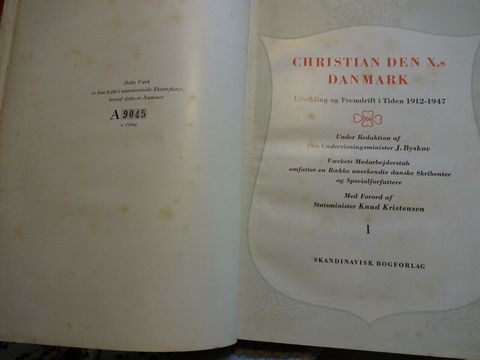 Dette Værk
er kun trykt i nummererede Eksemplarer,
hvoraf dette er Nummer
A 9045
CHRISTIAN DEN X.s
DANMARK
Udvikling og Fremdrift i Tiden 1912-1947
Under Redaktion af
fhv. Undervisningsminister J. Byskov
Værkets Medarbejderstab
omfatter en Række anerkendte danske Skribenter
og Specialforfattere
Med Forord af
Statsminister Knud Kristensen
I
SKANDINAVISK BOGFORLAG